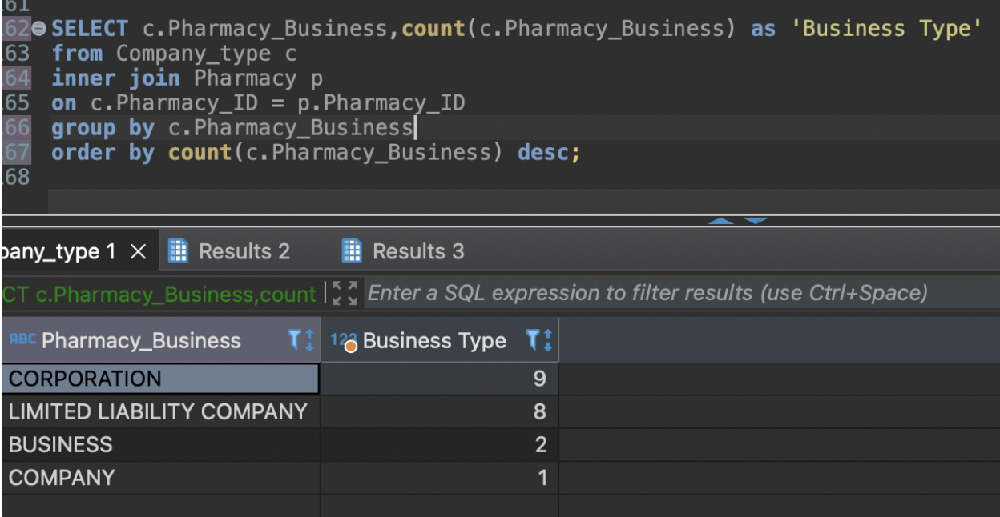 61
62 SELECT c.Pharmacy_Business,count(c.Pharmacy_Business) as 'Business Type'
63 from Company_type c
64 inner join Pharmacy p
65 on c.Pharmacy_ID = p.Pharmacy_ID
66 group by c.Pharmacy_Business
67 order by count(c.Pharmacy_Business) desc;
68
pany_type 1 Results 2 Results 3
CT c.Pharmacy_Business,count Enter a SQL expression to filter results (use Ctrl+Space)
ABC Pharmacy_Business 123 Business Type
CORPORATION 9
LIMITED LIABILITY COMPANY 8
BUSINESS 2
COMPANY 1